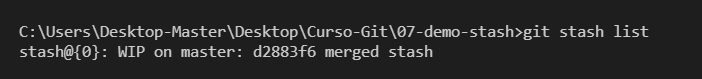 C:\Users\Desktop-Master\Desktop\Curso-Git\07-demo-stash>git stash list
stash@{0}: WIP on master: d2883f6 merged stash